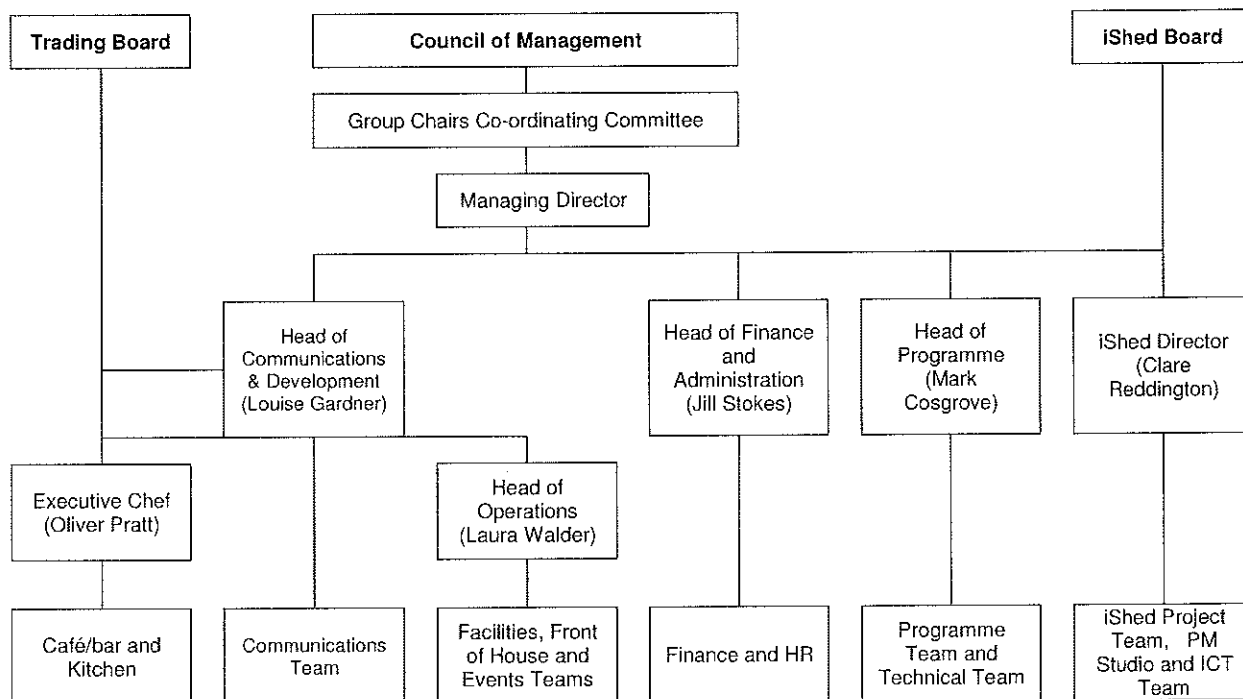 Trading Board
Council of Management
iShed Board
Group Chairs Co-ordinating Committee
Managing Director
Head of
Communications
& Development
(Louise Gardner)
Head of Finance
and
Administration
(Jill Stokes)
Head of
Programme
(Mark
Cosgrove)
iShed Director
(Clare
Reddington)
Executive Chef
(Oliver Pratt)
Head of
Operations
(Laura Walder)
Café/bar and
Kitchen
Communications
Team
Facilities, Front
of House and
Events Teams
Finance and HR
Programme
Team and
Technical Team
iShed Project
Team, PM
Studio and ICT
Team